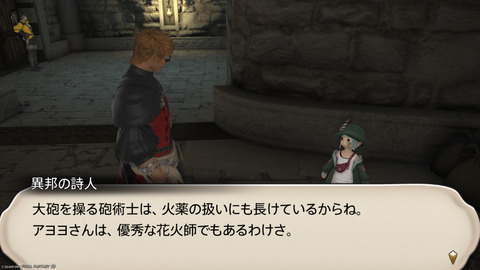 異邦の詩人
大砲を操る砲術士は、火薬の扱いにも長けているからね。
アヨヨさんは、優秀な花火師でもあるわけさ。